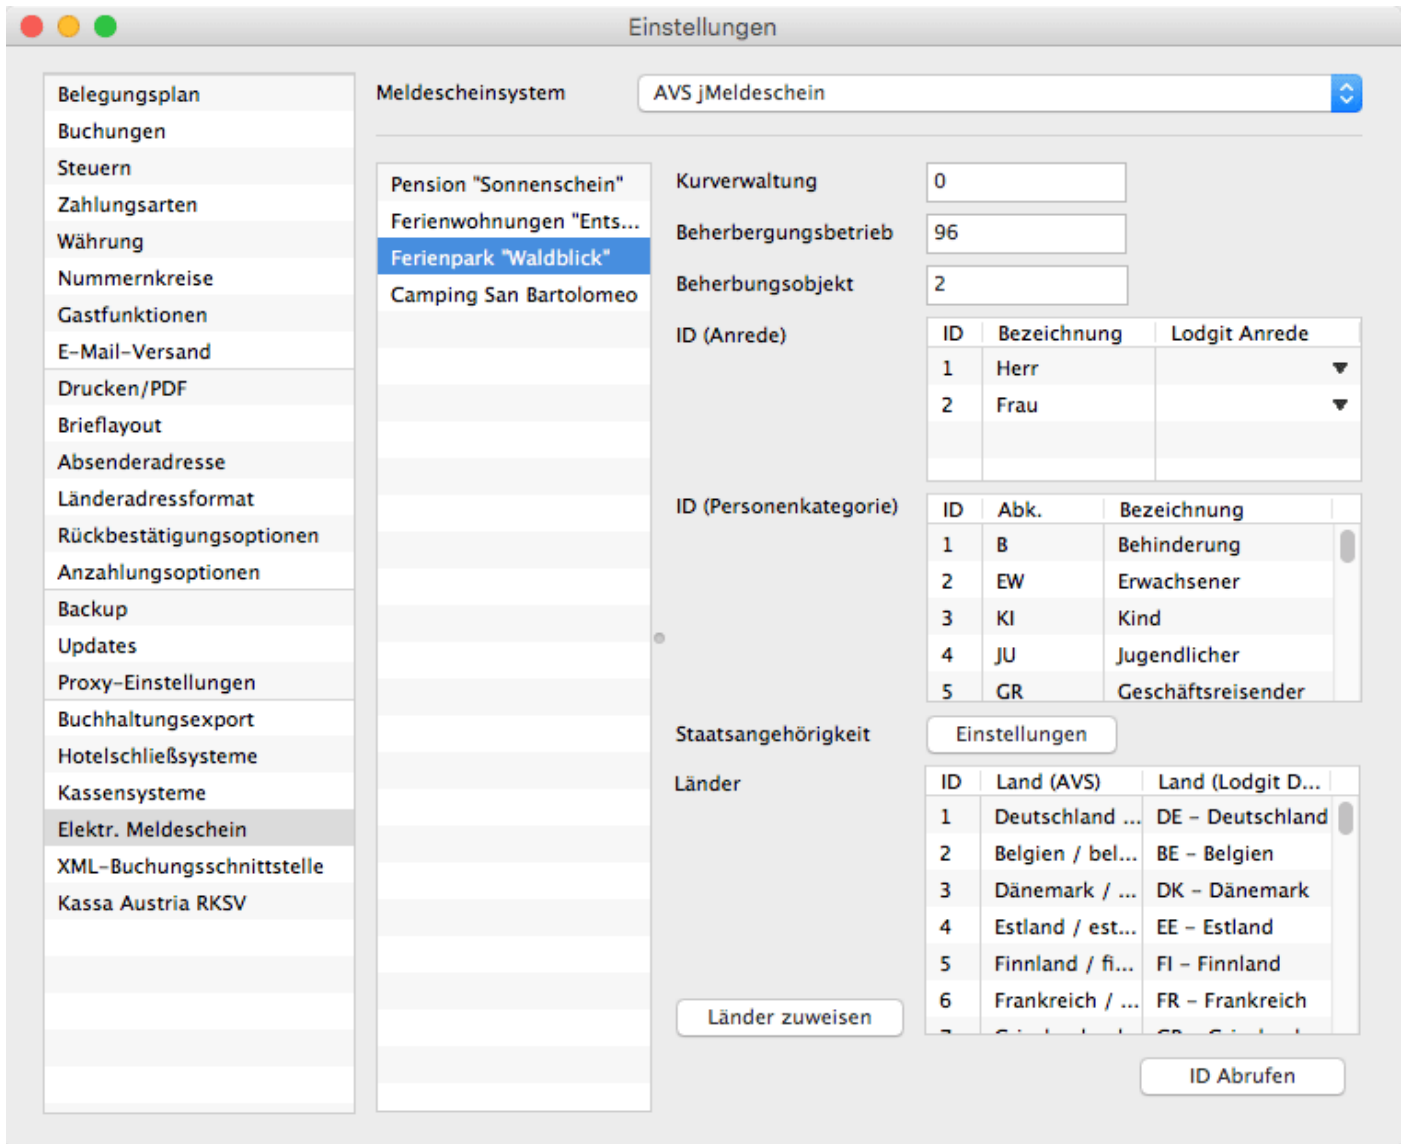 Einstellungen
Belegungsplan
Buchungen
Steuern
Zahlungsarten
Währung
Nummernkreise
Gastfunktionen
E-Mail-Versand
Drucken/PDF
Brieflayout
Absenderadresse
Länderadressformat
Rückbestätigungsoptionen
Anzahlungsoptionen
Backup
Updates
Proxy-Einstellungen
Buchhaltungsexport
Hotelschließsysteme
Kassensysteme
Elektr. Meldeschein
XML-Buchungsschnittstelle
Kassa Austria RKSV
Meldescheinsystem AVS jMeldeschein
Pension "Sonnenschein"
Ferienwohnungen "Ents...
Ferienpark "Waldblick"
Camping San Bartolomeo
Kurverwaltung 0
Beherbergungsbetrieb 96
Beherbungsobjekt 2
ID (Anrede)
ID Bezeichnung Lodgit Anrede
1 Herr
2 Frau
ID (Personenkategorie)
ID Abk. Bezeichnung
1 B Behinderung
2 EW Erwachsener
3 KI Kind
4 JU Jugendlicher
5 GR Geschäftsreisender
Staatsangehörigkeit Einstellungen
Länder
ID Land (AVS) Land (Lodgit D...
1 Deutschland ... DE - Deutschland
2 Belgien / bel... BE - Belgien
3 Dänemark / ... DK - Dänemark
4 Estland / est... EE - Estland
5 Finnland / fi... FI - Finnland
6 Frankreich / ... FR - Frankreich
Länder zuweisen
ID Abrufen